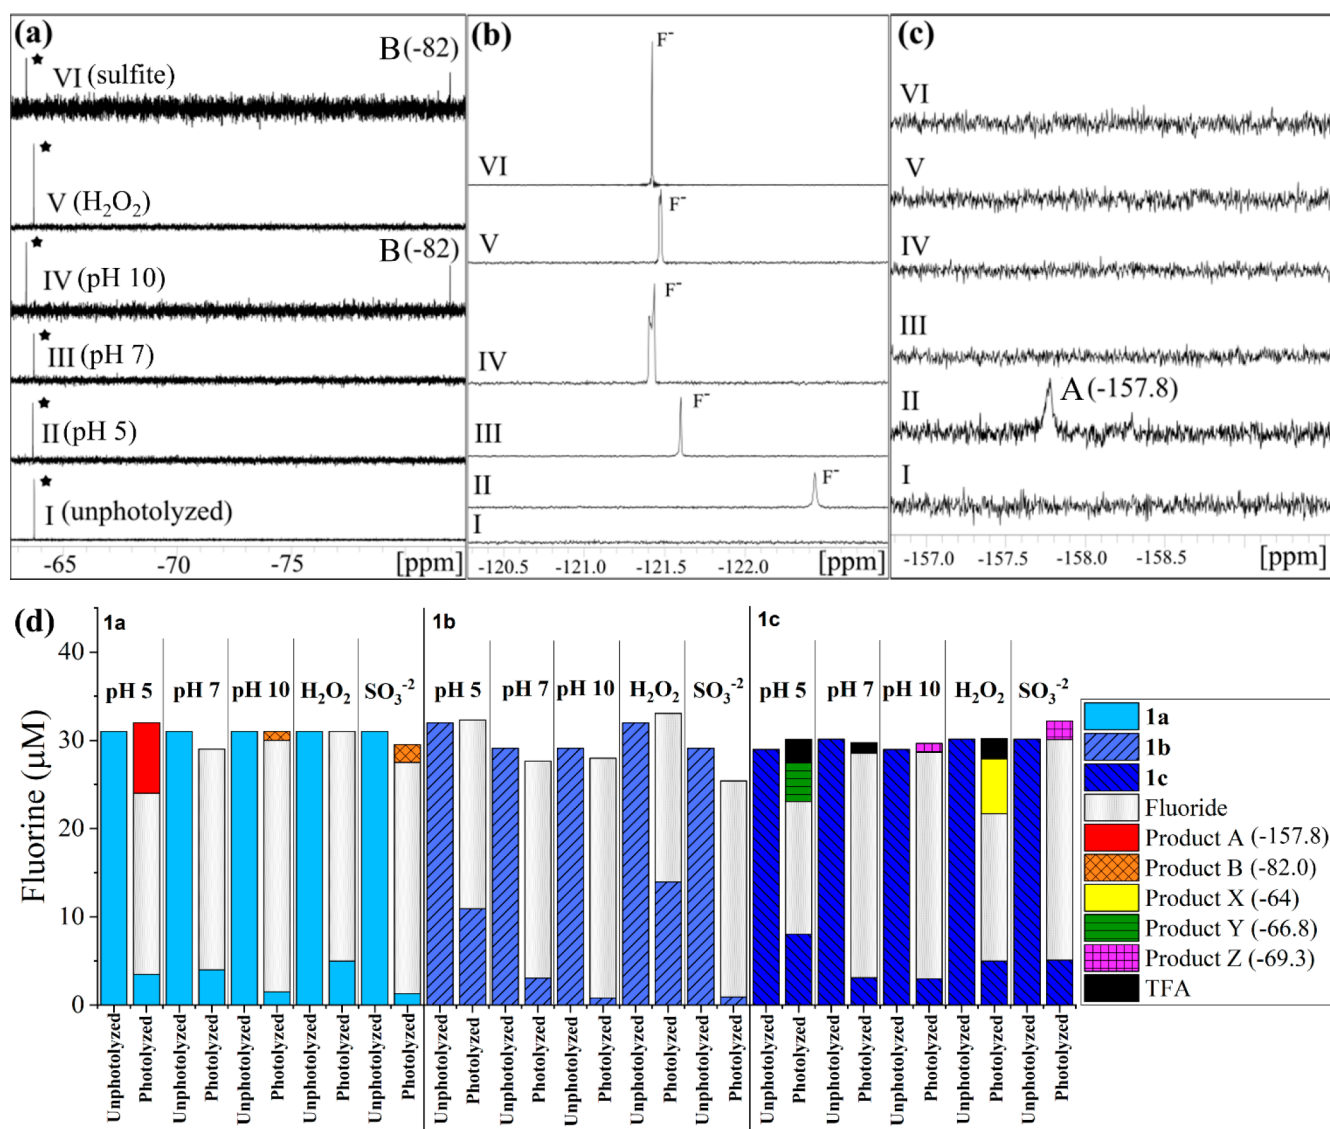 (a)
B (-82)
★ VI (sulfite)
★ V (H₂O₂)
B (-82)
★ IV (pH 10)
★ III (pH 7)
★ II (pH 5)
★ I (unphotolyzed)
-65 -70 -75 [ppm]
(b)
F⁻
VI
F⁻
V
F⁻
IV
F⁻
III
F⁻
II
I
-120.5 -121.0 -121.5 -122.0 [ppm]
(c)
VI
V
IV
III
II A (-157.8)
I
-157.0 -157.5 -158.0 -158.5 [ppm]
(d)
Fluorine (µM)
40
30
20
10
0
1a
pH 5 pH 7 pH 10 H₂O₂ SO₃⁻²
1b
pH 5 pH 7 pH 10 H₂O₂ SO₃⁻²
1c
pH 5 pH 7 pH 10 H₂O₂ SO₃⁻²
Unphotolyzed Photolyzed Unphotolyzed Photolyzed Unphotolyzed Photolyzed Unphotolyzed Photolyzed Unphotolyzed Photolyzed
Unphotolyzed Photolyzed Unphotolyzed Photolyzed Unphotolyzed Photolyzed Unphotolyzed Photolyzed Unphotolyzed Photolyzed
Unphotolyzed Photolyzed Unphotolyzed Photolyzed Unphotolyzed Photolyzed Unphotolyzed Photolyzed Unphotolyzed Photolyzed
1a
1b
1c
Fluoride
Product A (-157.8)
Product B (-82.0)
Product X (-64)
Product Y (-66.8)
Product Z (-69.3)
TFA